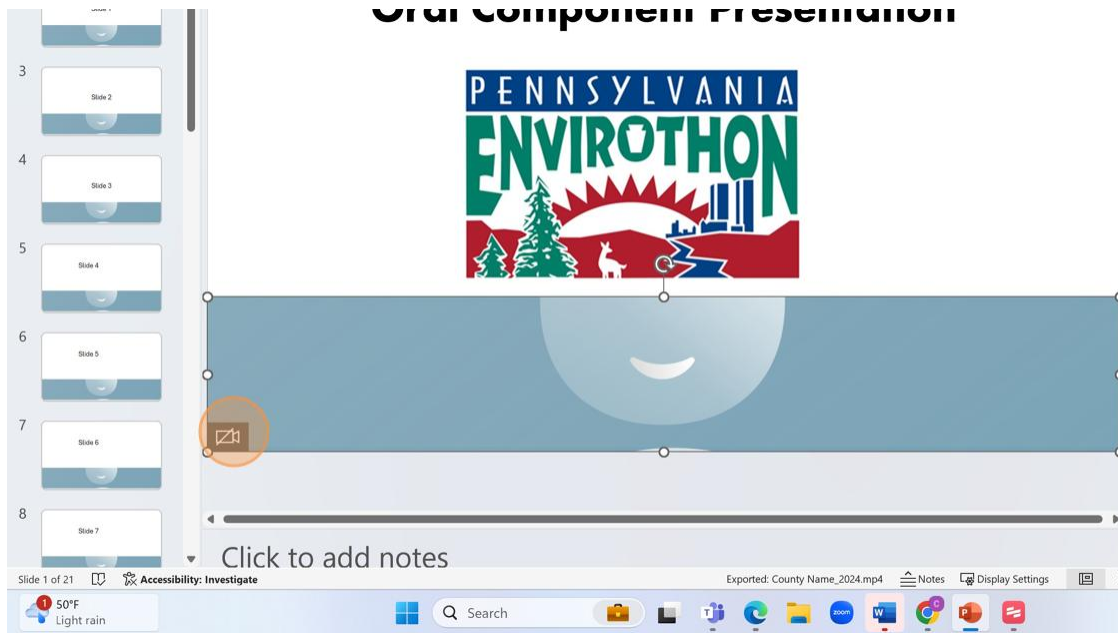 Oral Component Presentation
PENNSYLVANIA
ENVIROTHON
3
Slide 2
4
Slide 3
5
Slide 4
6
Slide 5
7
Slide 6
8
Slide 7
Click to add notes
Slide 1 of 21
Accessibility: Investigate
Exported: County Name_2024.mp4
Notes
Display Settings
1
50°F
Light rain
Search
zoom
W
C
P